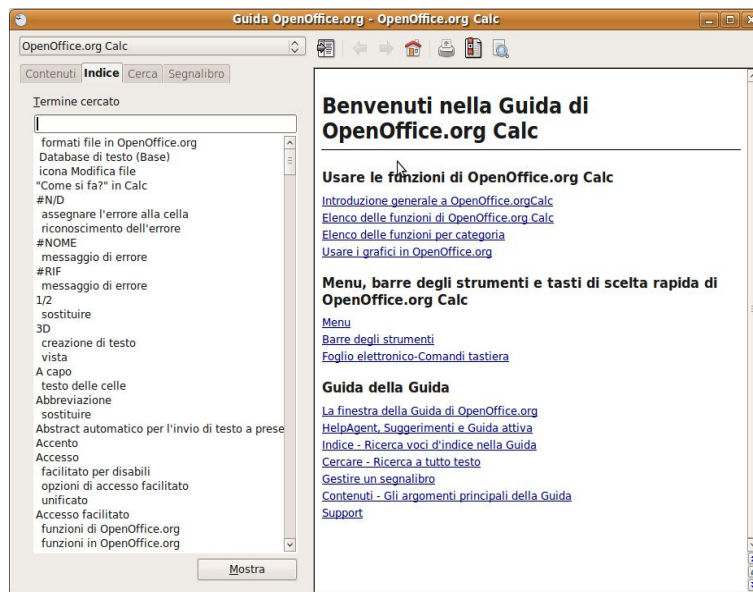 Guida OpenOffice.org - OpenOffice.org Calc
OpenOffice.org Calc
Contenuti Indice Cerca Segnalibro
Termine cercato
formati file in OpenOffice.org
Database di testo (Base)
icona Modifica file
"Come si fa?" in Calc
#N/D
assegnare l'errore alla cella
riconoscimento dell'errore
#NOME
messaggio di errore
#RIF
messaggio di errore
1/2
sostituire
3D
creazione di testo
vista
A capo
testo delle celle
Abbreviazione
sostituire
Abstract automatico per l'invio di testo a prese
Accento
Accesso
facilitato per disabili
opzioni di accesso facilitato
unificato
Accesso facilitato
funzioni di OpenOffice.org
funzioni in OpenOffice.org
Mostra
Benvenuti nella Guida di
OpenOffice.org Calc
Usare le funzioni di OpenOffice.org Calc
Introduzione generale a OpenOffice.orgCalc
Elenco delle funzioni di OpenOffice.org Calc
Elenco delle funzioni per categoria
Usare i grafici in OpenOffice.org
Menu, barre degli strumenti e tasti di scelta rapida di
OpenOffice.org Calc
Menu
Barre degli strumenti
Foglio elettronico-Comandi tastiera
Guida della Guida
La finestra della Guida di OpenOffice.org
HelpAgent, Suggerimenti e Guida attiva
Indice - Ricerca voci d'indice nella Guida
Cercare - Ricerca a tutto testo
Gestire un segnalibro
Contenuti - Gli argomenti principali della Guida
Support